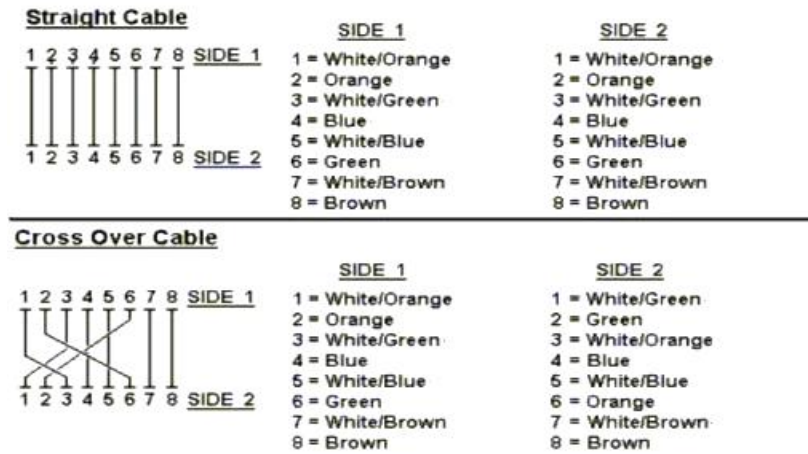 Straight Cable
1 2 3 4 5 6 7 8 SIDE 1
1 2 3 4 5 6 7 8 SIDE 2
SIDE 1
1 = White/Orange
2 = Orange
3 = White/Green
4 = Blue
5 = White/Blue
6 = Green
7 = White/Brown
8 = Brown
SIDE 2
1 = White/Orange
2 = Orange
3 = White/Green
4 = Blue
5 = White/Blue
6 = Green
7 = White/Brown
8 = Brown
Cross Over Cable
1 2 3 4 5 6 7 8 SIDE 1
1 2 3 4 5 6 7 8 SIDE 2
SIDE 1
1 = White/Orange
2 = Orange
3 = White/Green
4 = Blue
5 = White/Blue
6 = Green
7 = White/Brown
8 = Brown
SIDE 2
1 = White/Green
2 = Green
3 = White/Orange
4 = Blue
5 = White/Blue
6 = Orange
7 = White/Brown
8 = Brown